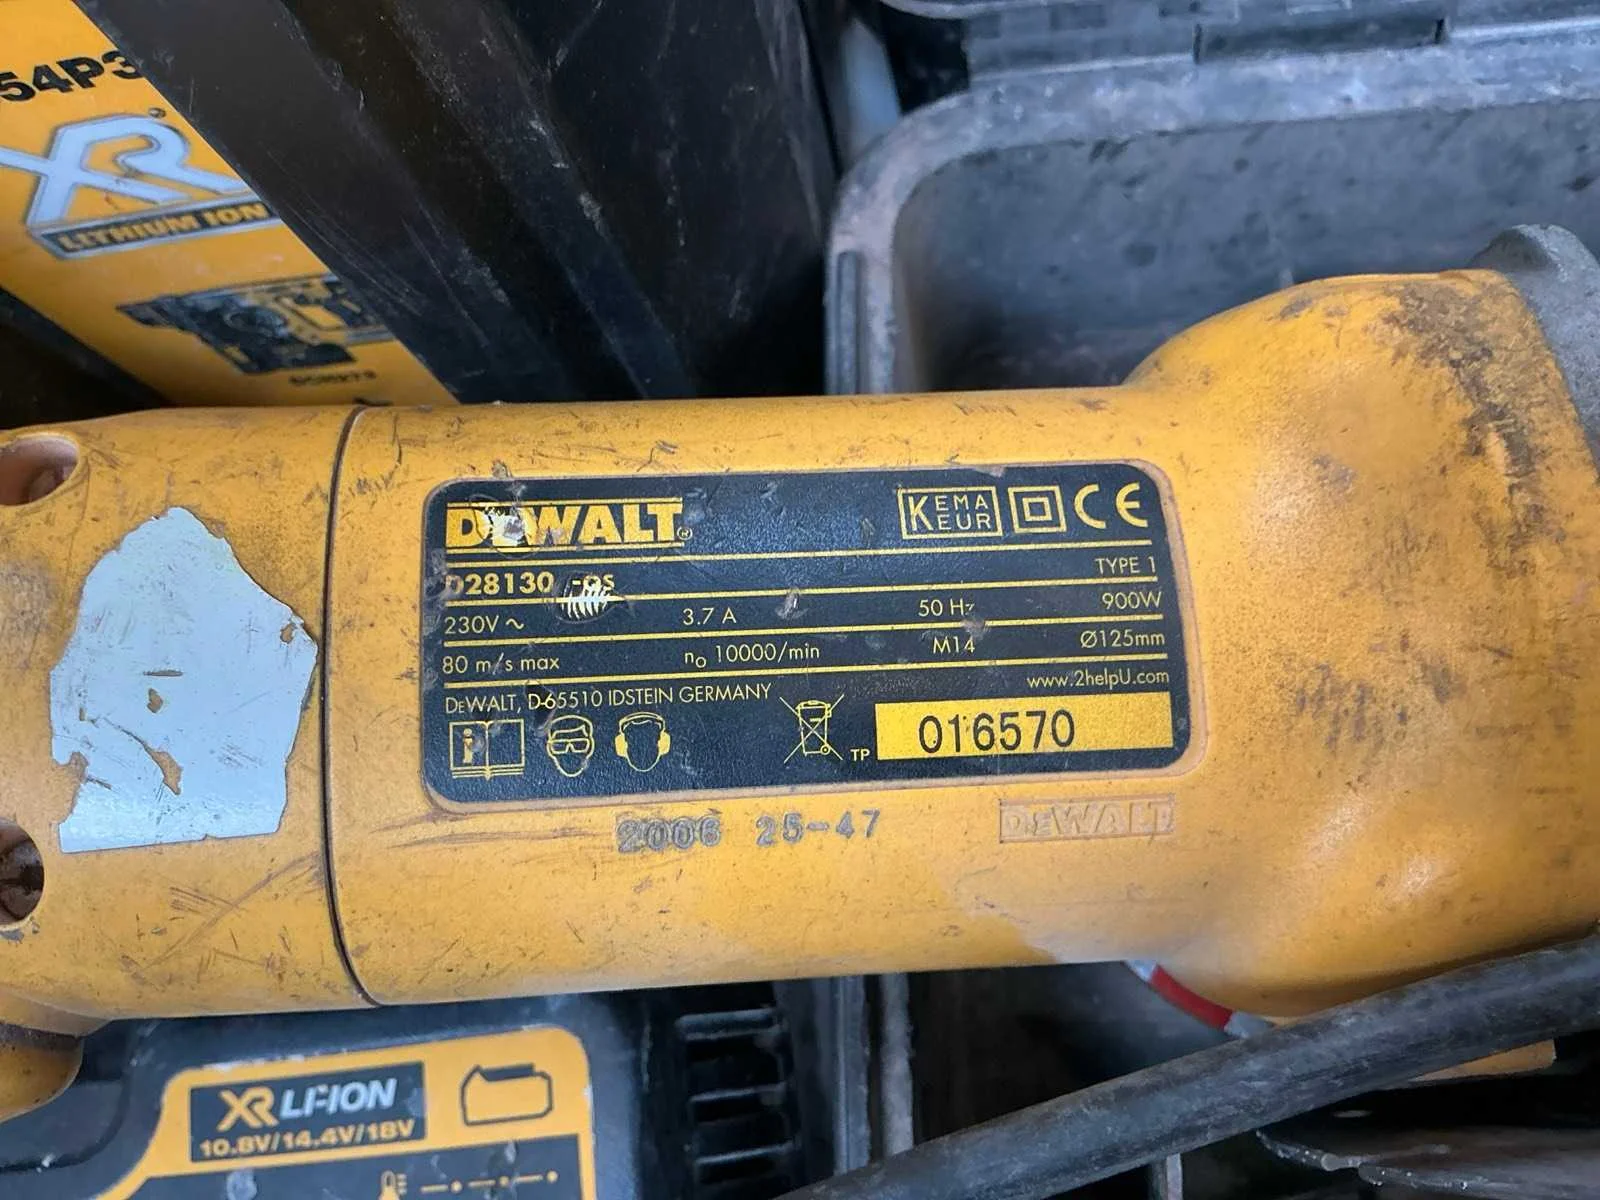 54P3
XR
LITHIUM ION
DEWALT®
KEMA
EUR
CE
D28130 -QS
TYPE 1
230V ~ 3.7 A 50 Hz 900W
80 m/s max n₀ 10000/min M14 Ø125mm
DEWALT, D-65510 IDSTEIN GERMANY
www.2helpU.com
TP
016570
2006 25-47
DEWALT
XR LI-ION
10.8V/14.4V/18V